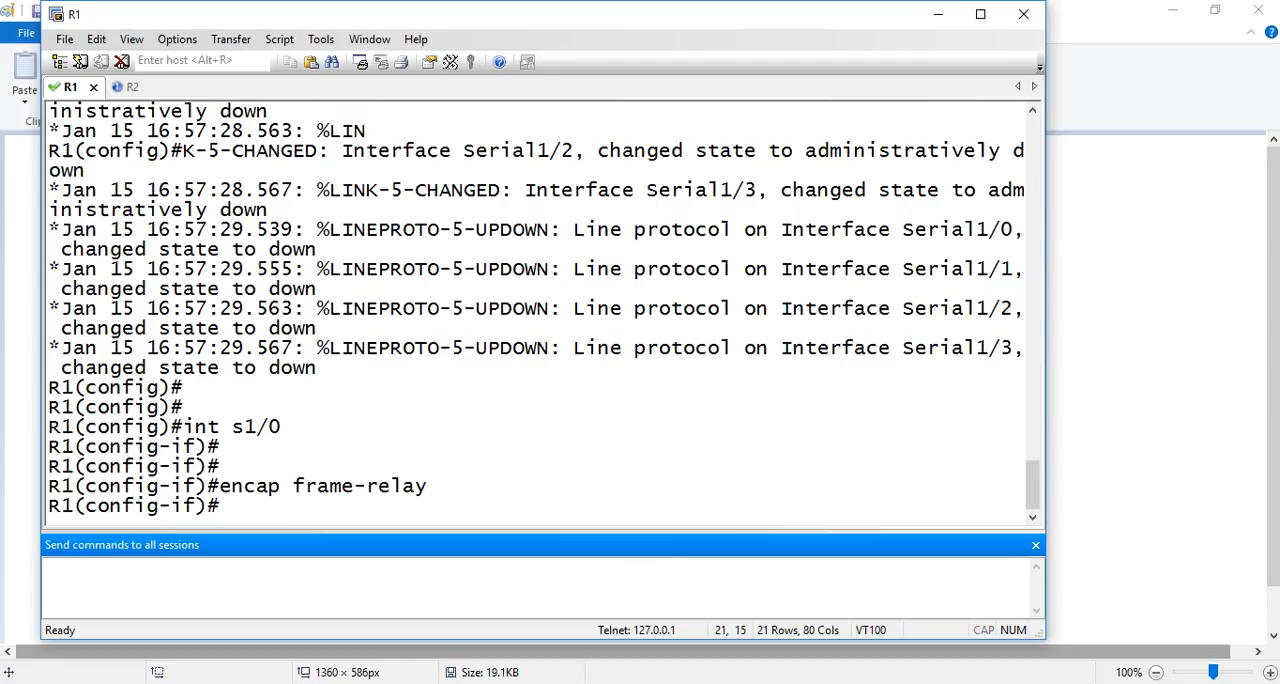 R1
File
File Edit View Options Transfer Script Tools Window Help
Enter host <Alt+R>
Paste
R1 R2
inistratively down
*Jan 15 16:57:28.563: %LIN
R1(config)#K-5-CHANGED: Interface Serial1/2, changed state to administratively d
own
*Jan 15 16:57:28.567: %LINK-5-CHANGED: Interface Serial1/3, changed state to adm
inistratively down
*Jan 15 16:57:29.539: %LINEPROTO-5-UPDOWN: Line protocol on Interface Serial1/0,
changed state to down
*Jan 15 16:57:29.555: %LINEPROTO-5-UPDOWN: Line protocol on Interface Serial1/1,
changed state to down
*Jan 15 16:57:29.563: %LINEPROTO-5-UPDOWN: Line protocol on Interface Serial1/2,
changed state to down
*Jan 15 16:57:29.567: %LINEPROTO-5-UPDOWN: Line protocol on Interface Serial1/3,
changed state to down
R1(config)#
R1(config)#
R1(config)#int s1/0
R1(config-if)#
R1(config-if)#
R1(config-if)#encap frame-relay
R1(config-if)#
Send commands to all sessions
Ready Telnet: 127.0.0.1 21, 15 21 Rows, 80 Cols VT100 CAP NUM
1360 × 586px Size: 19.1KB 100%